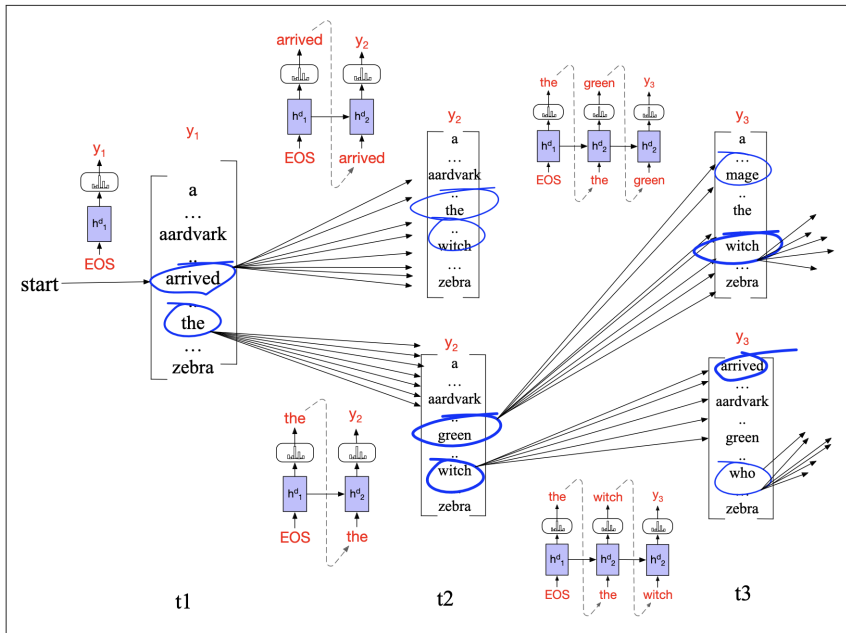 arrived y2
hd1 hd2
EOS arrived
y1
hd1
EOS
y1
a
...
aardvark
..
arrived
..
the
...
zebra
start
y2
a
...
aardvark
..
the
..
witch
...
zebra
the green y3
hd1 hd2 hd2
EOS the green
y3
a
...
mage
..
the
..
witch
...
zebra
the y2
hd1 hd2
EOS the
y2
a
...
aardvark
..
green
..
witch
...
zebra
y3
arrived
...
aardvark
..
green
..
who
...
zebra
the witch y3
hd1 hd2 hd2
EOS the witch
t1 t2 t3